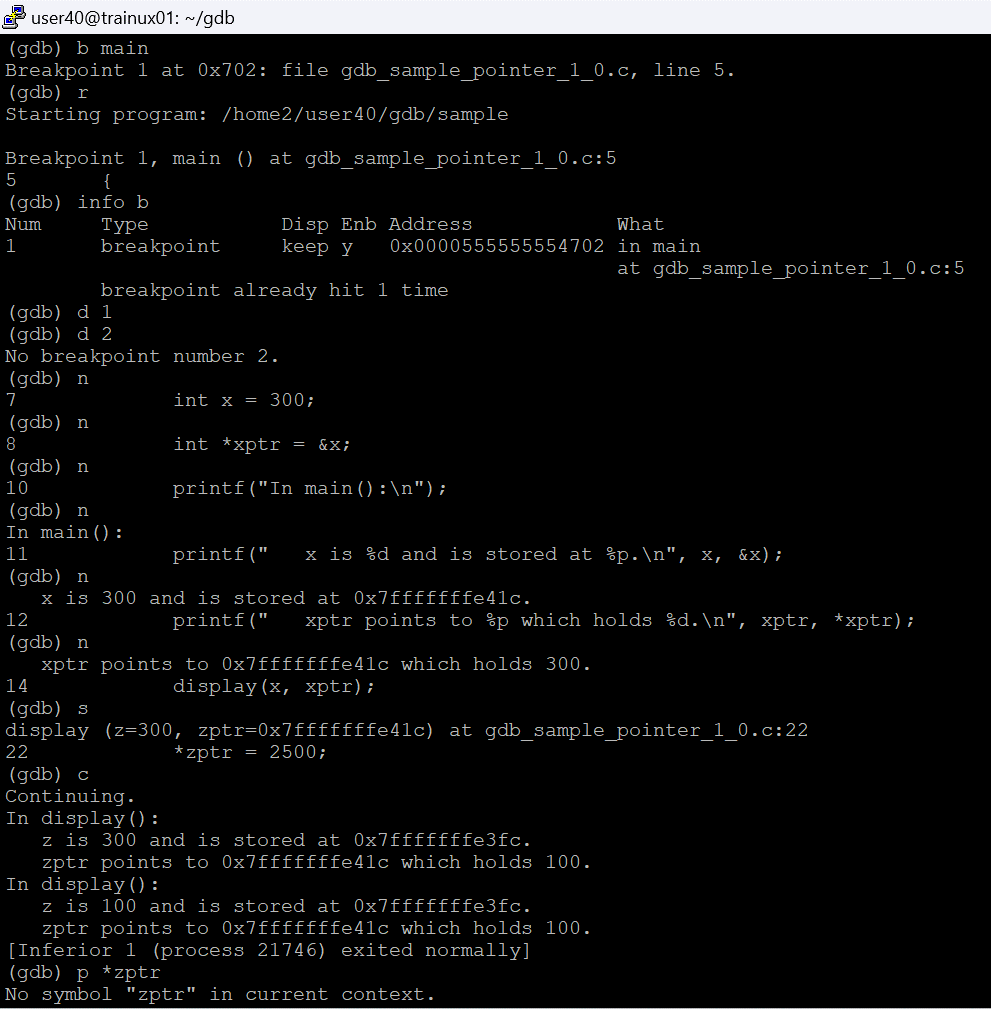 user40@trainux01: ~/gdb
(gdb) b main
Breakpoint 1 at 0x702: file gdb_sample_pointer_1_0.c, line 5.
(gdb) r
Starting program: /home2/user40/gdb/sample

Breakpoint 1, main () at gdb_sample_pointer_1_0.c:5
5       {
(gdb) info b
Num     Type           Disp Enb Address            What
1       breakpoint     keep y   0x0000555555554702 in main
                                                   at gdb_sample_pointer_1_0.c:5
        breakpoint already hit 1 time
(gdb) d 1
(gdb) d 2
No breakpoint number 2.
(gdb) n
7             int x = 300;
(gdb) n
8             int *xptr = &x;
(gdb) n
10            printf("In main():\n");
(gdb) n
In main():
11            printf("   x is %d and is stored at %p.\n", x, &x);
(gdb) n
   x is 300 and is stored at 0x7fffffffe41c.
12            printf("   xptr points to %p which holds %d.\n", xptr, *xptr);
(gdb) n
   xptr points to 0x7fffffffe41c which holds 300.
14            display(x, xptr);
(gdb) s
display (z=300, zptr=0x7fffffffe41c) at gdb_sample_pointer_1_0.c:22
22            *zptr = 2500;
(gdb) c
Continuing.
In display():
   z is 300 and is stored at 0x7fffffffe3fc.
   zptr points to 0x7fffffffe41c which holds 100.
In display():
   z is 100 and is stored at 0x7fffffffe3fc.
   zptr points to 0x7fffffffe41c which holds 100.
[Inferior 1 (process 21746) exited normally]
(gdb) p *zptr
No symbol "zptr" in current context.